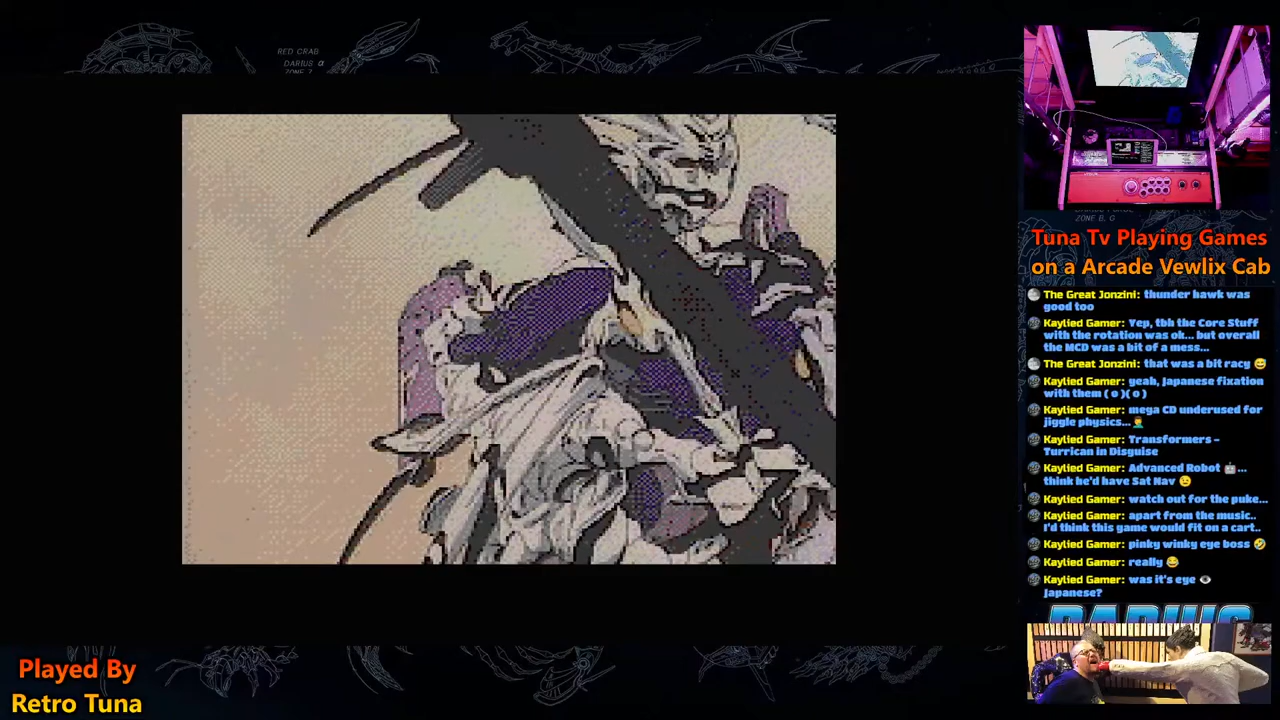 RED CRAB
DARIUS α
ZONE Z
ZONE B. G
Tuna Tv Playing Games
on a Arcade Vewlix Cab
The Great Jonzini: thunder hawk was
good too
Kaylied Gamer: Yep, tbh the Core Stuff
with the rotation was ok... but overall
the MCD was a bit of a mess...
The Great Jonzini: that was a bit racy 😅
Kaylied Gamer: yeah, Japanese fixation
with them ( o )( o )
Kaylied Gamer: mega CD underused for
jiggle physics...🤦‍♂️
Kaylied Gamer: Transformers -
Turrican in Disguise
Kaylied Gamer: Advanced Robot 🤖...
think he'd have Sat Nav 😉
Kaylied Gamer: watch out for the puke...
Kaylied Gamer: apart from the music..
I'd think this game would fit on a cart..
Kaylied Gamer: pinky winky eye boss 🤣
Kaylied Gamer: really 😂
Kaylied Gamer: was it's eye 👁
Japanese?
DARIUS
Played By
Retro Tuna